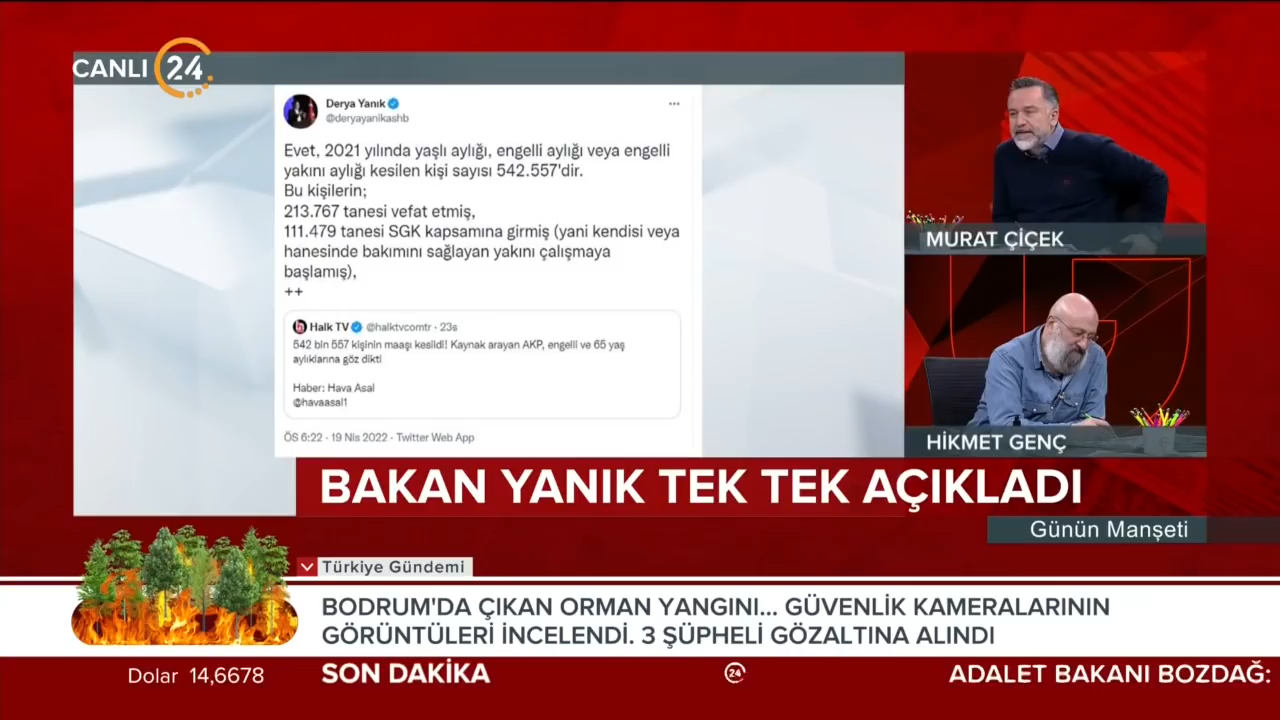 CANLI 24
Derya Yanık
@deryayanikashb
Evet, 2021 yılında yaşlı aylığı, engelli aylığı veya engelli
yakını aylığı kesilen kişi sayısı 542.557'dir.
Bu kişilerin;
213.767 tanesi vefat etmiş,
111.479 tanesi SGK kapsamına girmiş (yani kendisi veya
hanesinde bakımını sağlayan yakını çalışmaya
başlamış),
++
Halk TV @halktvcomtr · 23s
542 bin 557 kişinin maaşı kesildi! Kaynak arayan AKP, engelli ve 65 yaş
aylıklarına göz dikti
Haber: Hava Asal
@havaasal1
ÖS 6:22 · 19 Nis 2022 · Twitter Web App
MURAT ÇİÇEK
HİKMET GENÇ
BAKAN YANIK TEK TEK AÇIKLADI
Günün Manşeti
Türkiye Gündemi
BODRUM'DA ÇIKAN ORMAN YANGINI... GÜVENLİK KAMERALARININ
GÖRÜNTÜLERİ İNCELENDİ. 3 ŞÜPHELİ GÖZALTINA ALINDI
Dolar 14,6678
SON DAKİKA
24
ADALET BAKANI BOZDAĞ: